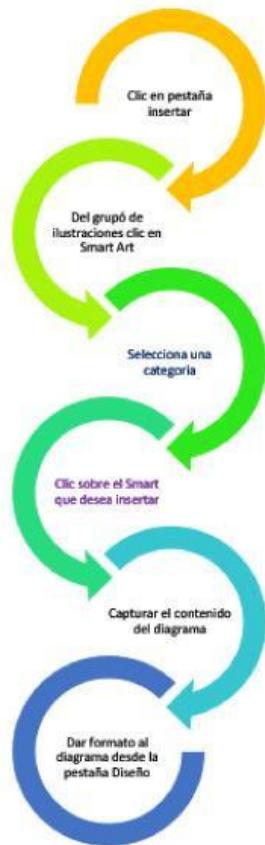 Clic en pestaña
insertar
Del grupó de
ilustraciones clic en
Smart Art
Selecciona una
categoria
Clic sobre el Smart
que desea insertar
Capturar el contenido
del diagrama
Dar formato al
diagrama desde la
pestaña Diseño